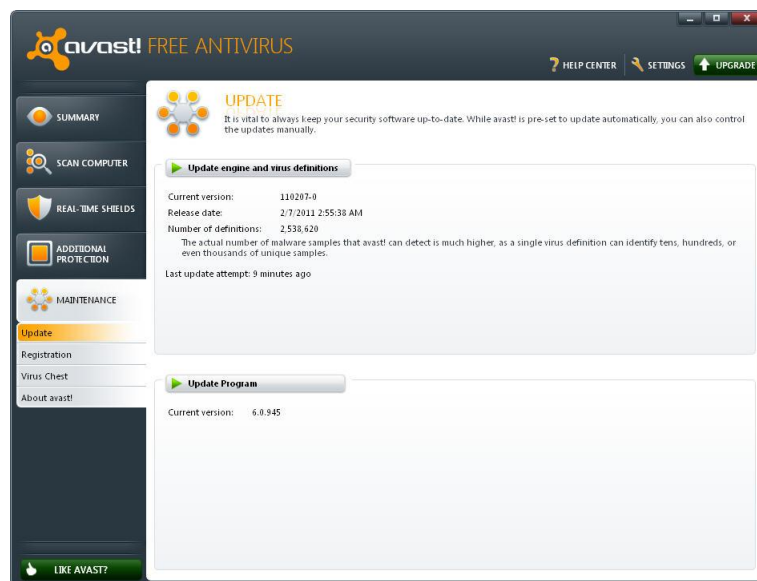 avast! FREE ANTIVIRUS
HELP CENTER
SETTINGS
UPGRADE
SUMMARY
SCAN COMPUTER
REAL-TIME SHIELDS
ADDITIONAL
PROTECTION
MAINTENANCE
Update
Registration
Virus Chest
About avast!
LIKE AVAST?
UPDATE
It is vital to always keep your security software up-to-date. While avast! is pre-set to update automatically, you can also control
the updates manually.
Update engine and virus definitions
Current version: 110207-0
Release date: 2/7/2011 2:55:38 AM
Number of definitions: 2,538,620
The actual number of malware samples that avast! can detect is much higher, as a single virus definition can identify tens, hundreds, or
even thousands of unique samples.
Last update attempt: 9 minutes ago
Update Program
Current version: 6.0.945